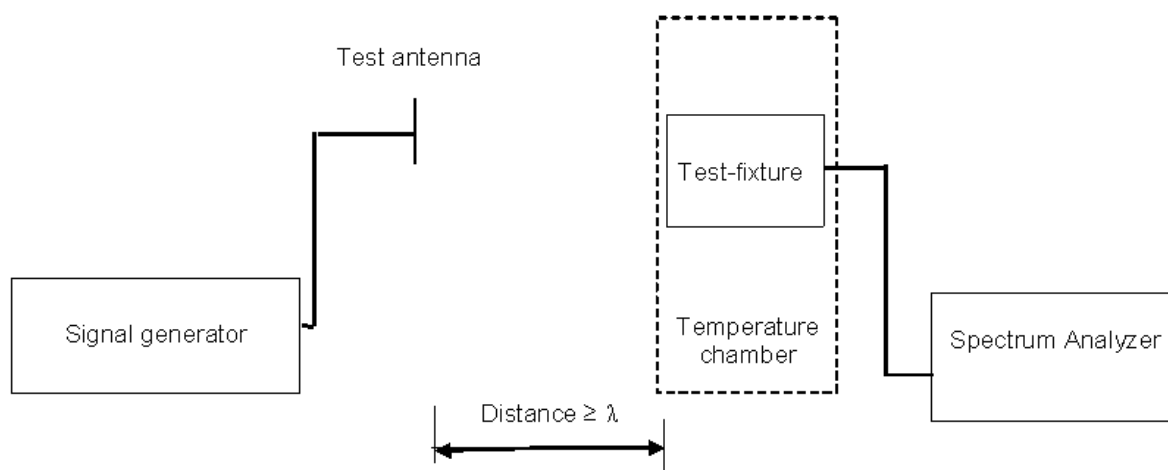 Test antenna
Test-fixture
Signal generator
Temperature
chamber
Spectrum Analyzer
Distance ≥ λ